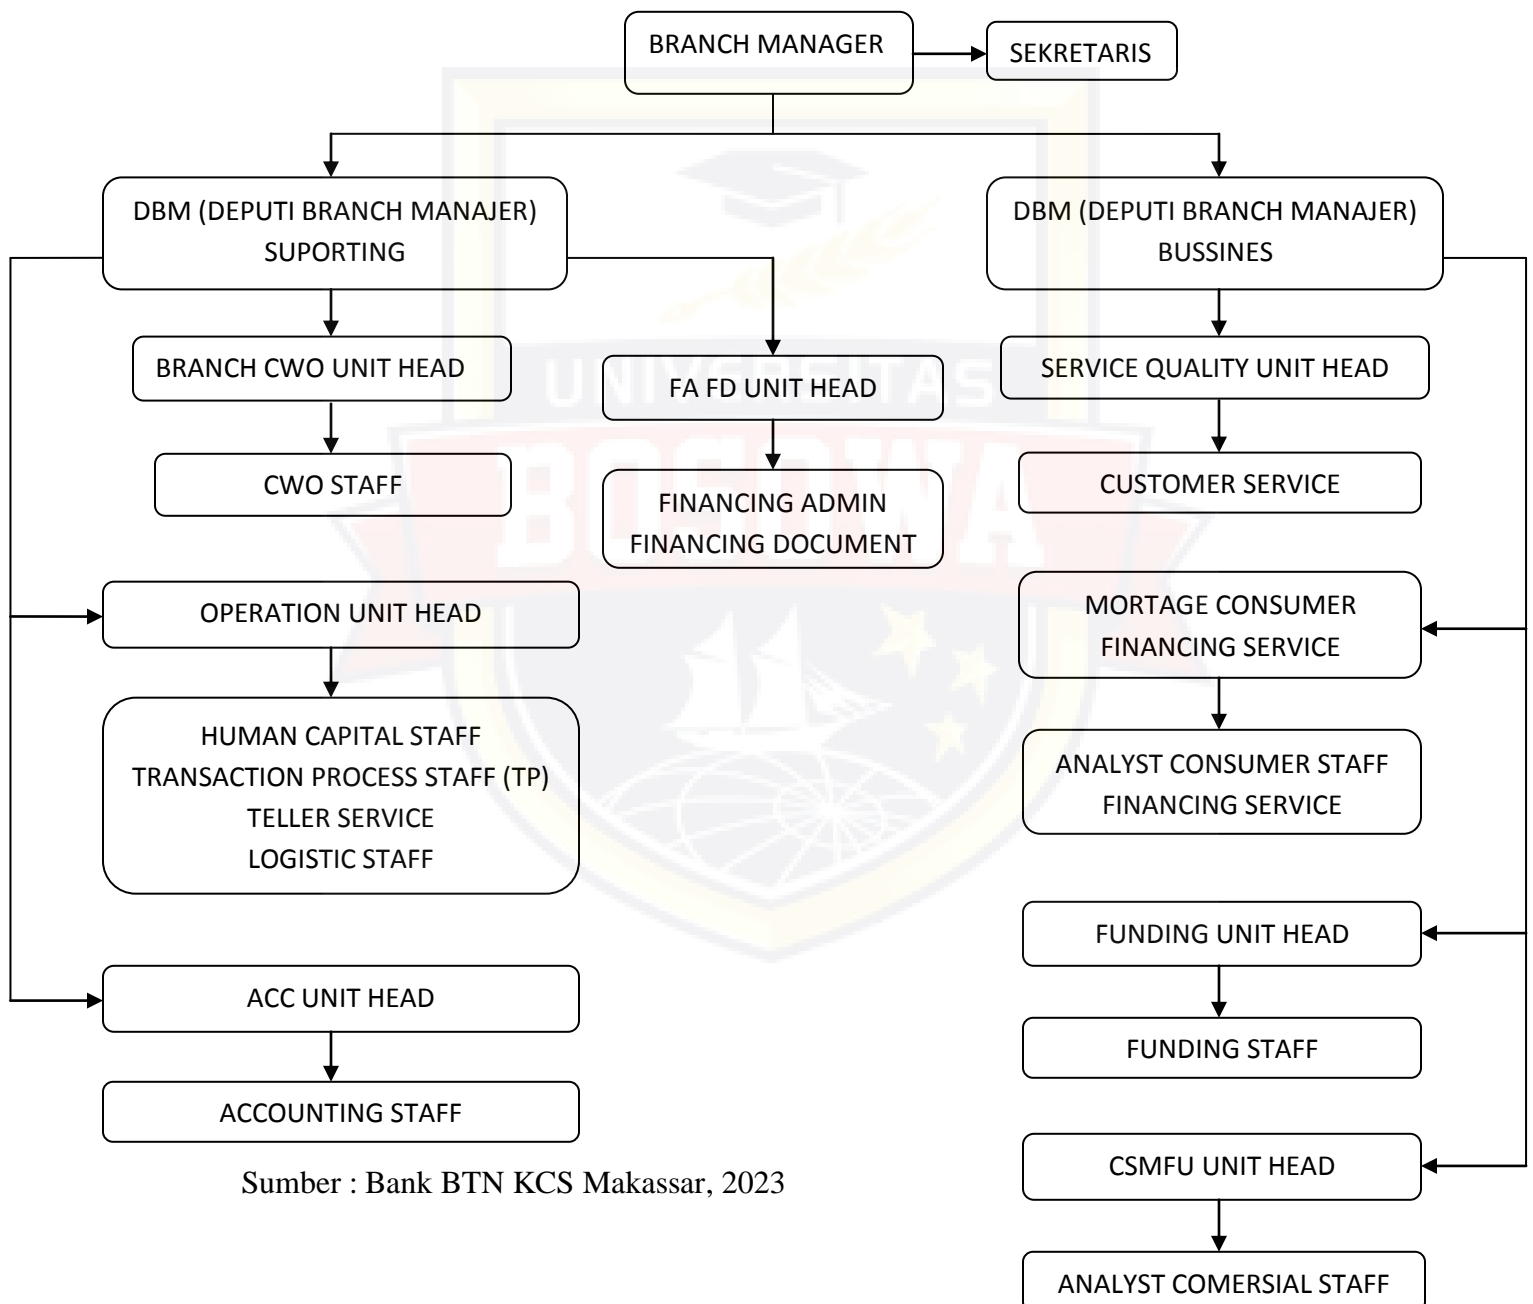 BRANCH MANAGER
SEKRETARIS
DBM (DEPUTI BRANCH MANAJER)
SUPORTING
DBM (DEPUTI BRANCH MANAJER)
BUSSINES
BRANCH CWO UNIT HEAD
FA FD UNIT HEAD
SERVICE QUALITY UNIT HEAD
CWO STAFF
FINANCING ADMIN
FINANCING DOCUMENT
CUSTOMER SERVICE
OPERATION UNIT HEAD
MORTAGE CONSUMER
FINANCING SERVICE
HUMAN CAPITAL STAFF
TRANSACTION PROCESS STAFF (TP)
TELLER SERVICE
LOGISTIC STAFF
ANALYST CONSUMER STAFF
FINANCING SERVICE
FUNDING UNIT HEAD
ACC UNIT HEAD
FUNDING STAFF
ACCOUNTING STAFF
CSMFU UNIT HEAD
Sumber : Bank BTN KCS Makassar, 2023
ANALYST COMERSIAL STAFF
UNIVERSITAS
BOSOWA